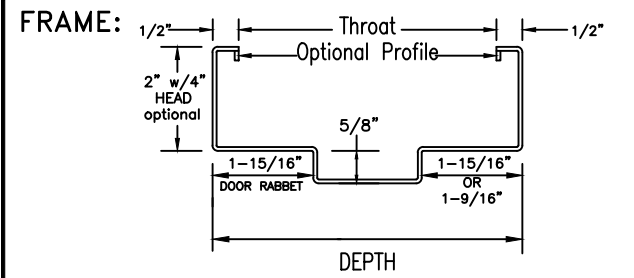 FRAME:
1/2" Throat 1/2"
Optional Profile
2" w/4"
HEAD
optional
5/8"
1-15/16" 1-15/16"
DOOR RABBET OR
1-9/16"
DEPTH